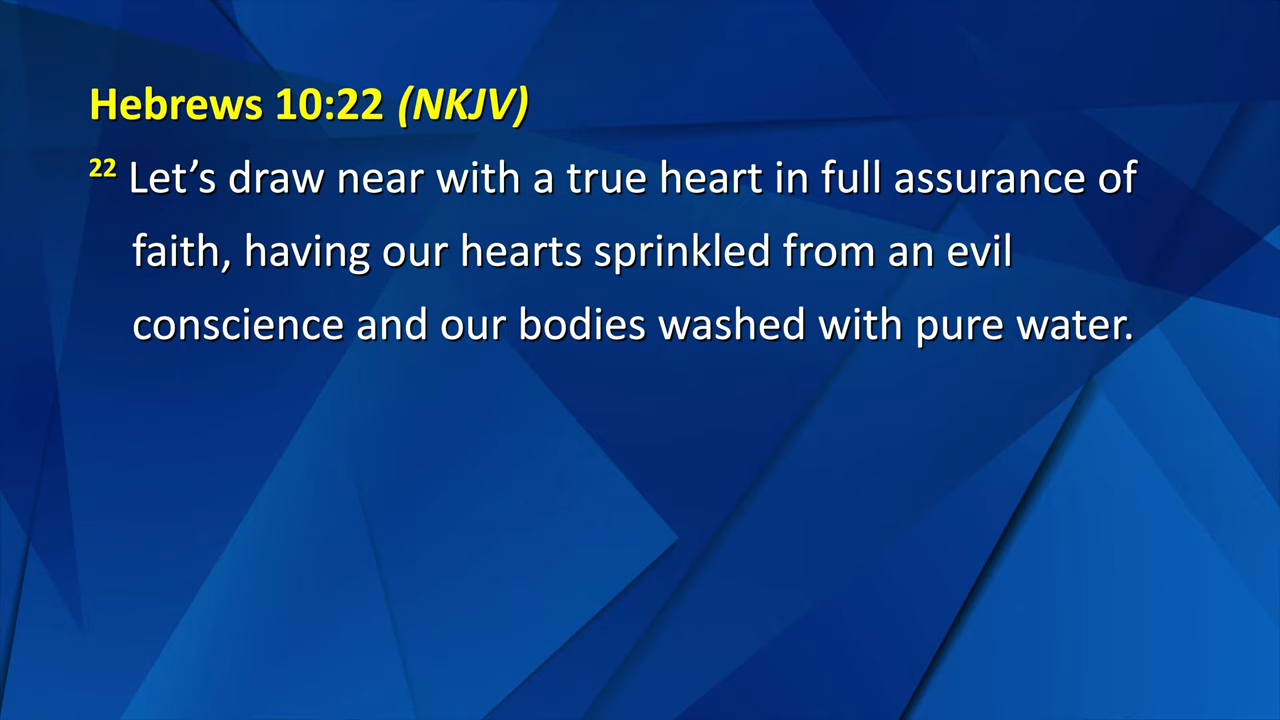 Hebrews 10:22 (NKJV)
22 Let’s draw near with a true heart in full assurance of
faith, having our hearts sprinkled from an evil
conscience and our bodies washed with pure water.